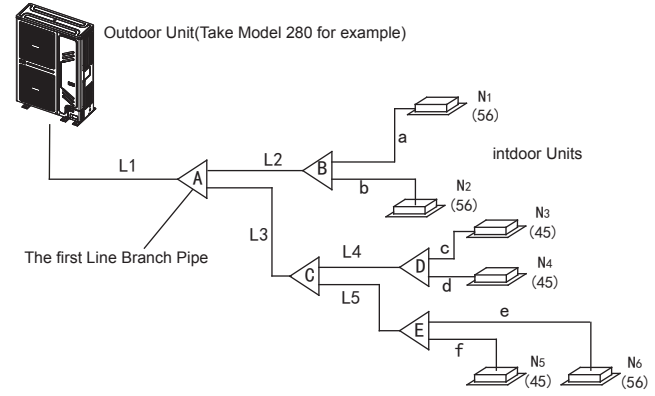 Outdoor Unit(Take Model 280 for example)
N1
(56)
a
intdoor Units
L1
A
L2
B
b
N2
(56)
L3
The first Line Branch Pipe
C
L4
D
c
N3
(45)
d
N4
(45)
L5
E
e
f
N5
(45)
N6
(56)